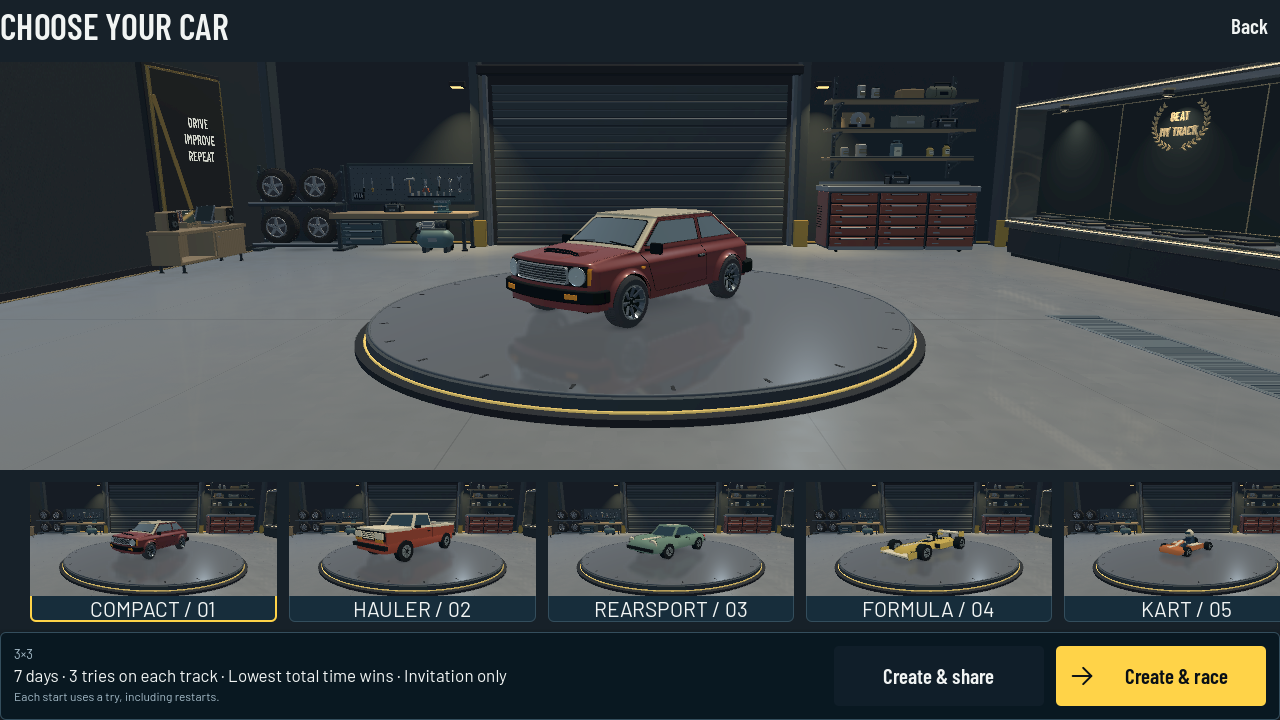 CHOOSE YOUR CAR
Back
DRIVE
IMPROVE
REPEAT
BEAT
MY TRACK
COMPACT / 01
HAULER / 02
REARSPORT / 03
FORMULA / 04
KART / 05
3×3
7 days · 3 tries on each track · Lowest total time wins · Invitation only
Each start uses a try, including restarts.
Create & share
Create & race